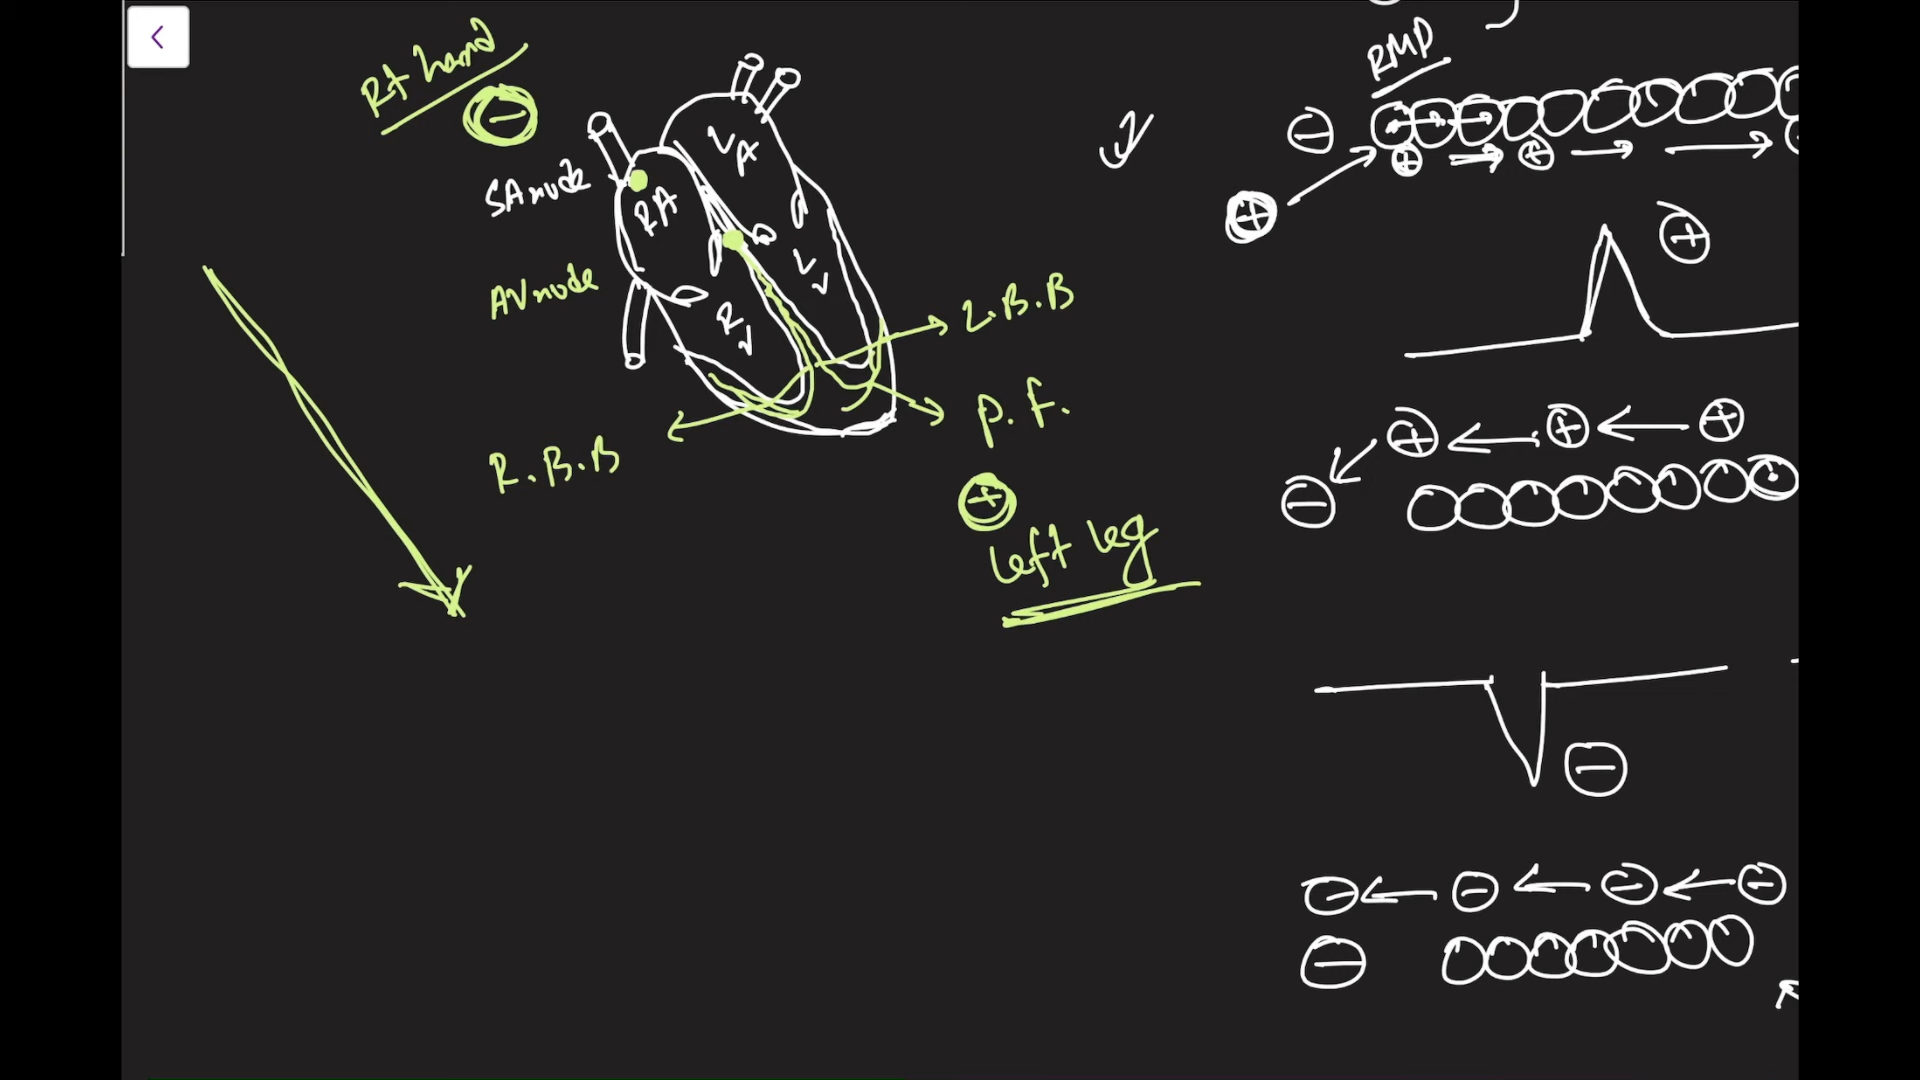 Rt hand
−
SA node
LA
RA
AV node
LV
RV
L.B.B
P.f.
R.B.B
+
left leg
RMP
−
+ + 
+
+
+ + +
−
−
− − − −
−